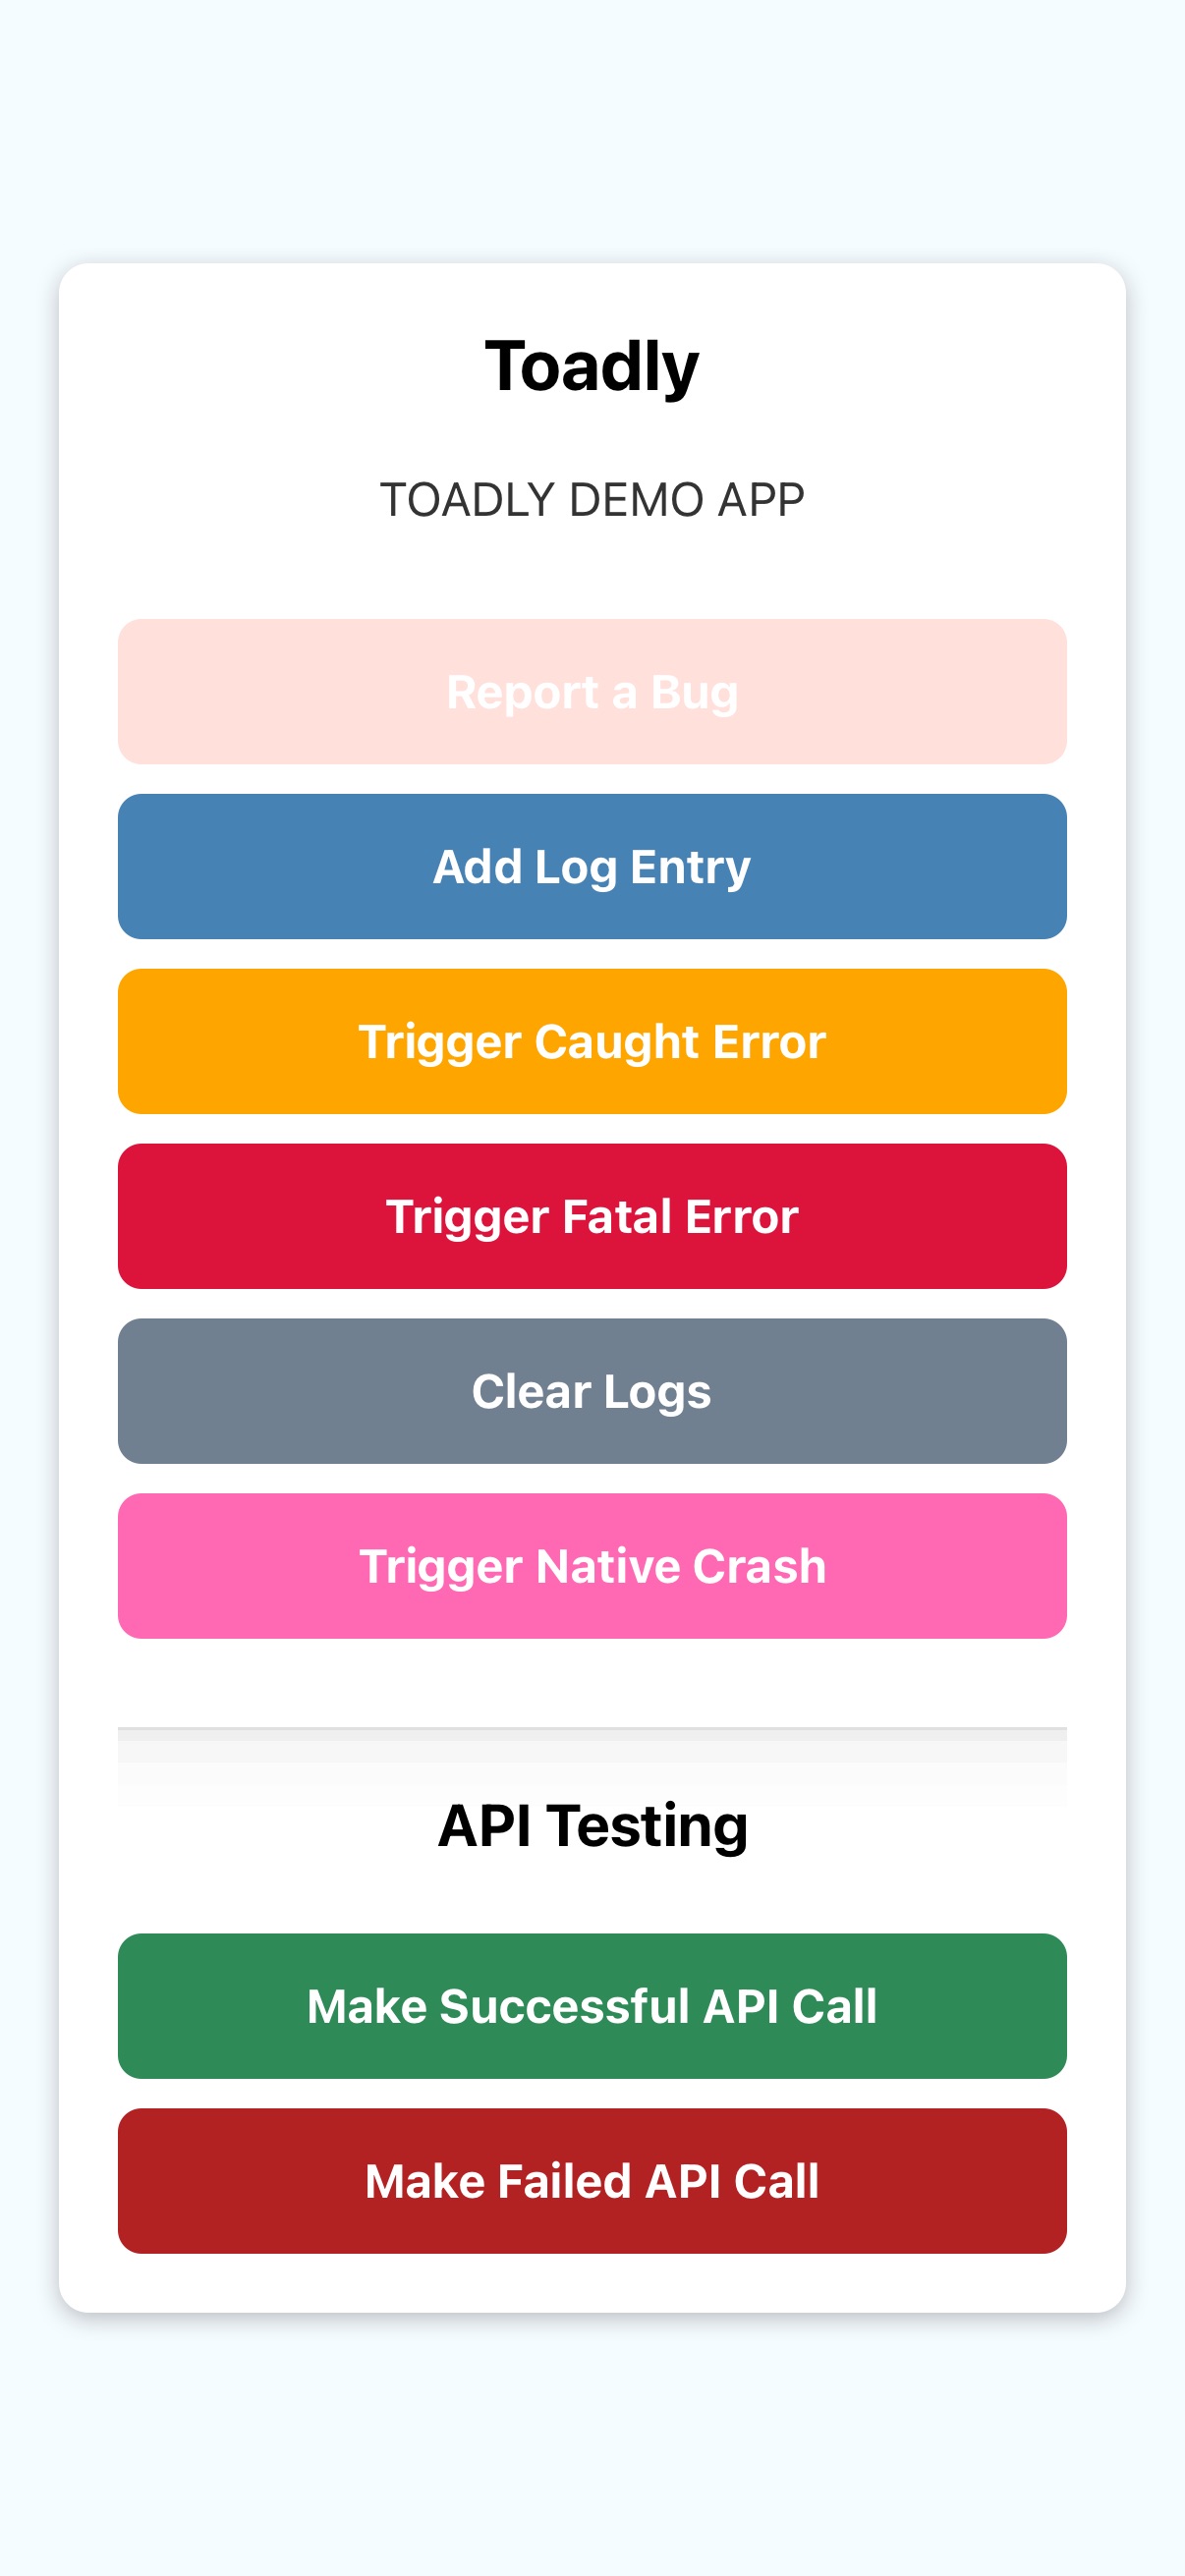 Toadly
TOADLY DEMO APP
Report a Bug
Add Log Entry
Trigger Caught Error
Trigger Fatal Error
Clear Logs
Trigger Native Crash
API Testing
Make Successful API Call
Make Failed API Call